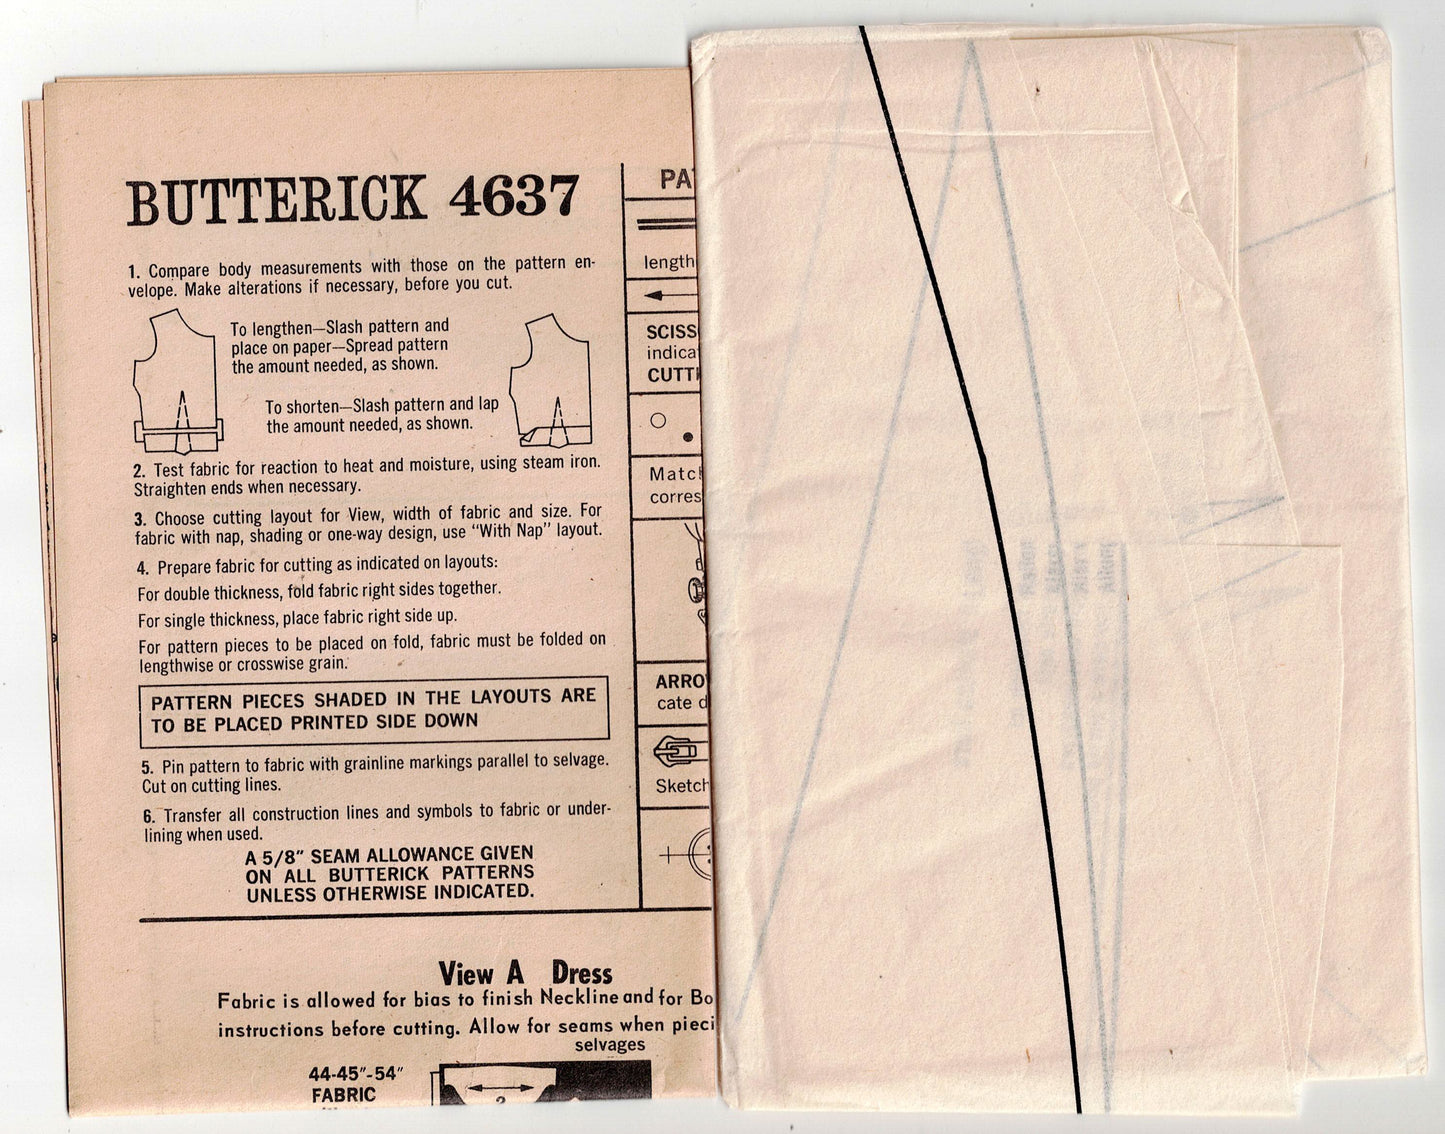 BUTTERICK 4637
1. Compare body measurements with those on the pattern en-
velope. Make alterations if necessary, before you cut.
To lengthen—Slash pattern and
place on paper—Spread pattern
the amount needed, as shown.
To shorten—Slash pattern and lap
the amount needed, as shown.
2. Test fabric for reaction to heat and moisture, using steam iron.
Straighten ends when necessary.
3. Choose cutting layout for View, width of fabric and size. For
fabric with nap, shading or one-way design, use “With Nap” layout.
4. Prepare fabric for cutting as indicated on layouts:
For double thickness, fold fabric right sides together.
For single thickness, place fabric right side up.
For pattern pieces to be placed on fold, fabric must be folded on
lengthwise or crosswise grain.
PATTERN PIECES SHADED IN THE LAYOUTS ARE
TO BE PLACED PRINTED SIDE DOWN
5. Pin pattern to fabric with grainline markings parallel to selvage.
Cut on cutting lines.
6. Transfer all construction lines and symbols to fabric or under-
lining when used.
A 5/8” SEAM ALLOWANCE GIVEN
ON ALL BUTTERICK PATTERNS
UNLESS OTHERWISE INDICATED.
PA
length
SCISS
indica
CUTTI
Matc
corres
ARRO
cate d
Sketch
View A Dress
Fabric is allowed for bias to finish Neckline and for Bo
instructions before cutting. Allow for seams when pieci
selvages
44-45”-54”
FABRIC